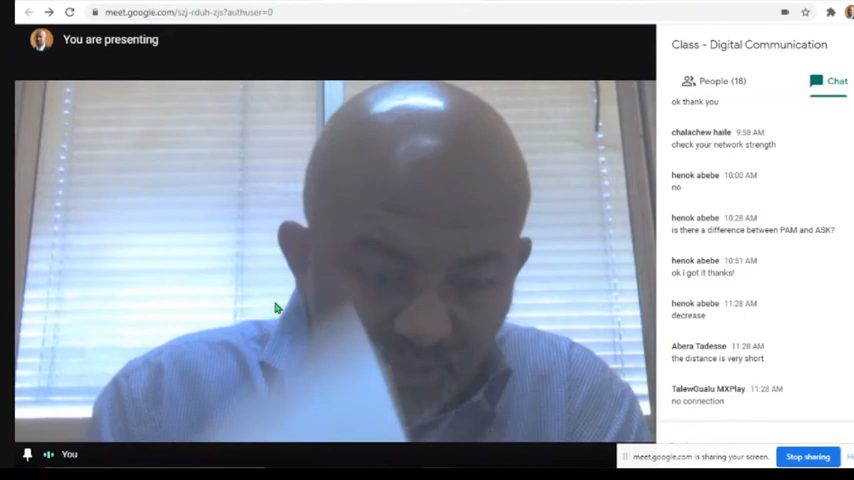 meet.google.com/szj-rduh-zjs?authuser=0
You are presenting
Class - Digital Communication
People (18)
Chat
ok thank you
chalachew haile 9:58 AM
check your network strength
henok abebe 10:00 AM
no
henok abebe 10:28 AM
is there a difference between PAM and ASK?
henok abebe 10:51 AM
ok i got it thanks!
henok abebe 11:28 AM
decrease
Abera Tadesse 11:28 AM
the distance is very short
TalewGualu MXPlay 11:28 AM
no connection
You
meet.google.com is sharing your screen.
Stop sharing